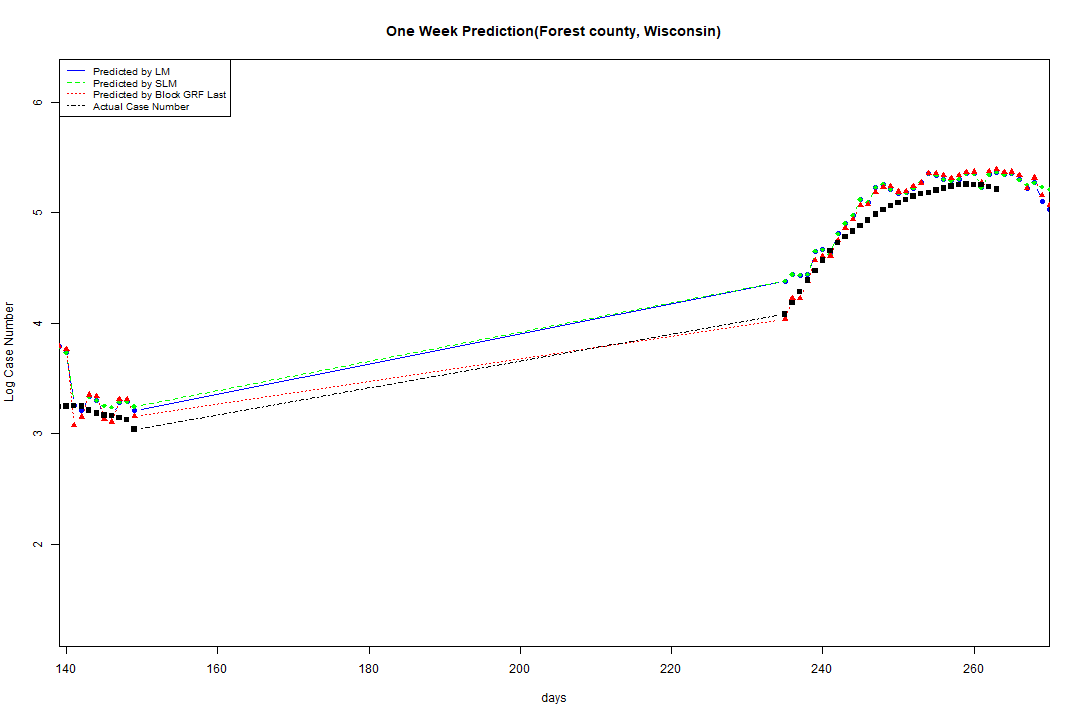 One Week Prediction(Forest county, Wisconsin)
Predicted by LM
Predicted by SLM
Predicted by Block GRF Last
Actual Case Number
6
5
4
3
2
Log Case Number
140 160 180 200 220 240 260
days